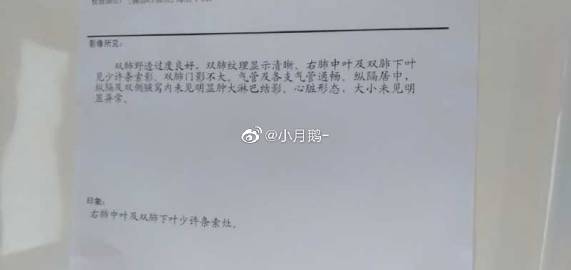 影像所见:
双肺野透过度良好。双肺纹理显示清晰、右肺中叶及双肺下叶
见少许条索影、双肺门影不大。气管及各支气管通畅、纵隔居中,
纵隔及双侧腋窝内未见明显肿大淋巴结影、心脏形态、大小未见明
显异常。
@小月鹅-
印象:
右肺中叶及双肺下叶少许条索灶。